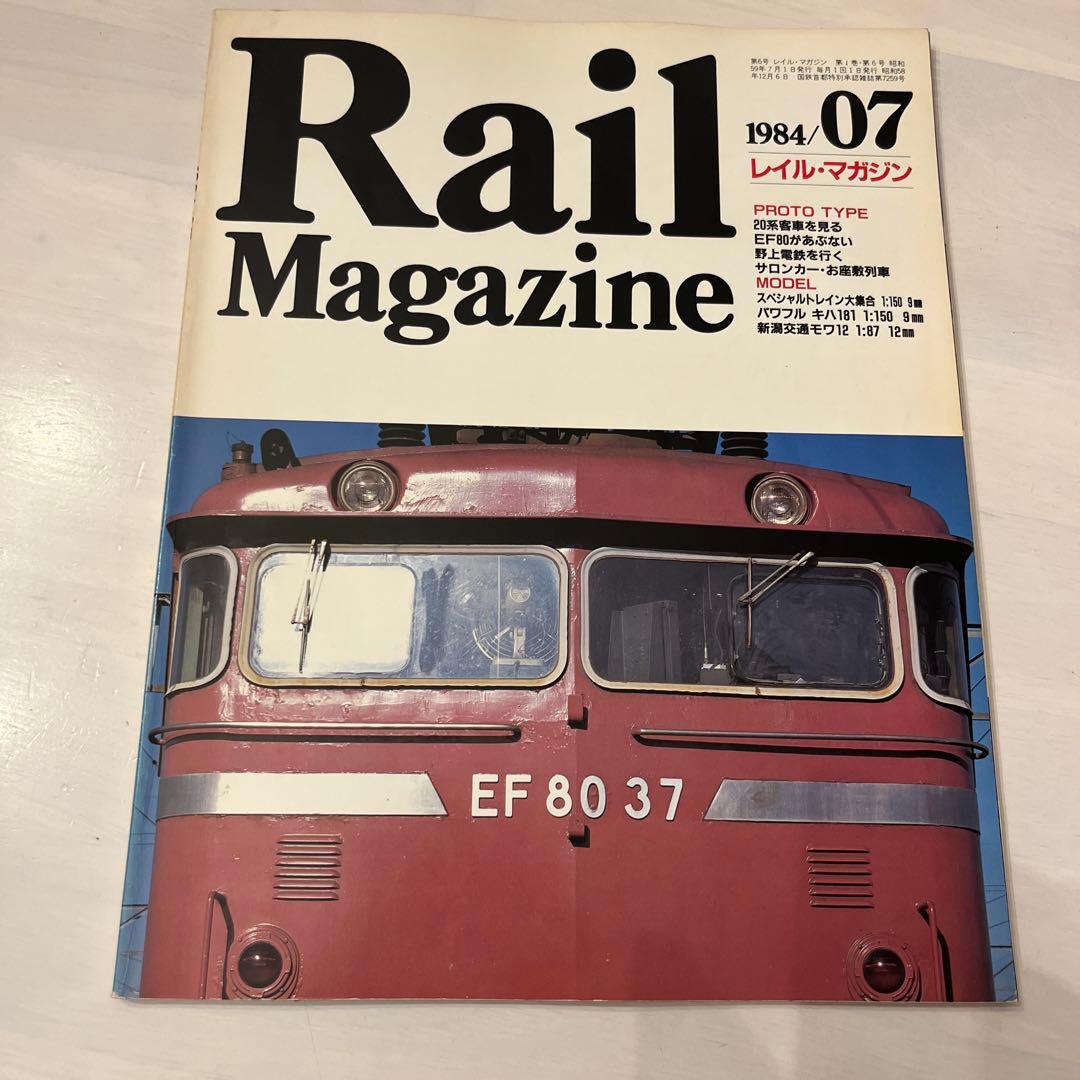 Rail
Magazine
第6号 レイル・マガジン 第1巻・第6号 昭和
59年7月1日発行 毎月1回1日発行 昭和58
年12月6日 国鉄首都特別承認雑誌第7259号
1984/07
レイル・マガジン
PROTO TYPE
20系客車を見る
EF80があぶない
野上電鉄を行く
サロンカー・お座敷列車
MODEL
スペシャルトレイン大集合 1:150 9㎜
パワフル キハ181 1:150 9㎜
新潟交通モワ12 1:87 12㎜
EF 80 37